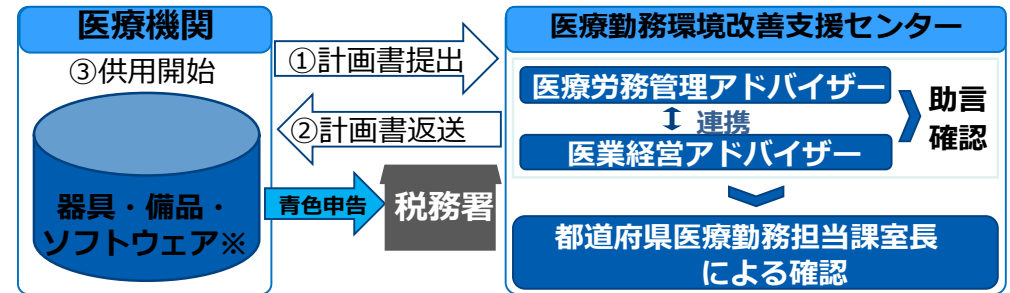 医療機関
③供用開始
器具・備品・
ソフトウェア※
①計画書提出
②計画書返送
青色申告
税務署
医療勤務環境改善支援センター
医療労務管理アドバイザー
連携
医業経営アドバイザー
助言
確認
都道府県医療勤務担当課室長
による確認